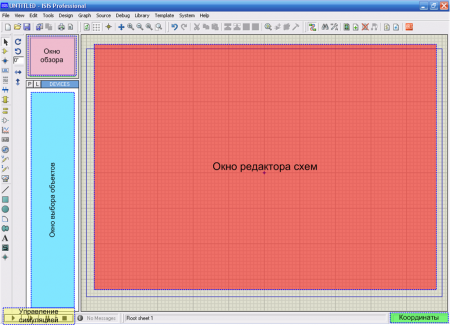 UNTITLED - ISIS Professional
File View Edit Tools Design Graph Source Debug Library Template System Help
Окно
обзора
P L DEVICES
Окно выбора объектов
Окно редактора схем
Управление
симуляцией
No Messages
Root sheet 1
Координаты